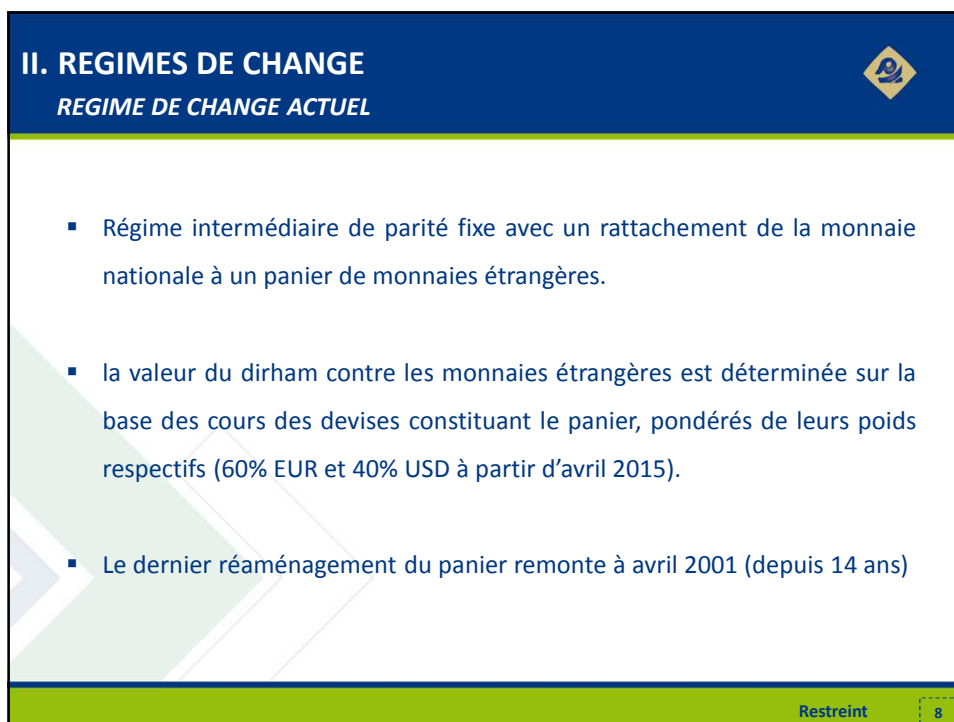 II. REGIMES DE CHANGE
REGIME DE CHANGE ACTUEL
▪ Régime intermédiaire de parité fixe avec un rattachement de la monnaie
nationale à un panier de monnaies étrangères.
▪ la valeur du dirham contre les monnaies étrangères est déterminée sur la
base des cours des devises constituant le panier, pondérés de leurs poids
respectifs (60% EUR et 40% USD à partir d’avril 2015).
▪ Le dernier réaménagement du panier remonte à avril 2001 (depuis 14 ans)
Restreint 8